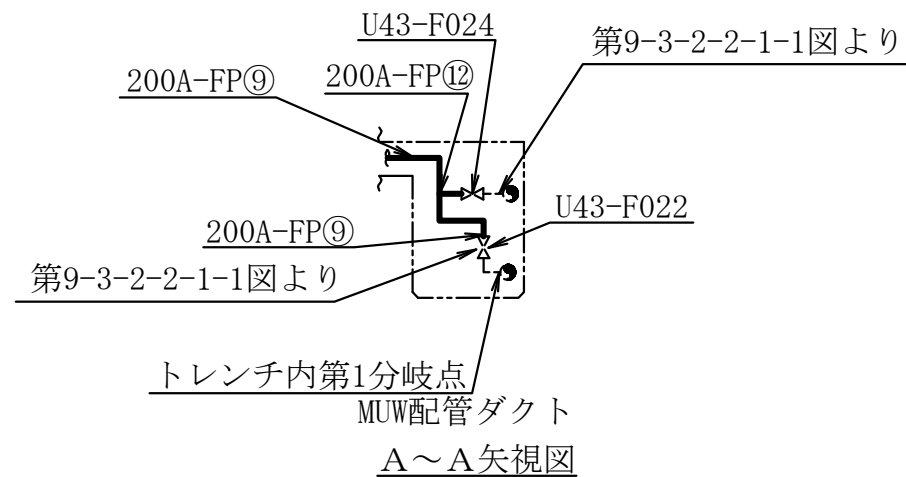 U43-F024
第9-3-2-2-1-1図より
200A-FP⑨
200A-FP⑫
U43-F022
200A-FP⑨
第9-3-2-2-1-1図より
トレンチ内第1分岐点
MUW配管ダクト
A～A矢視図